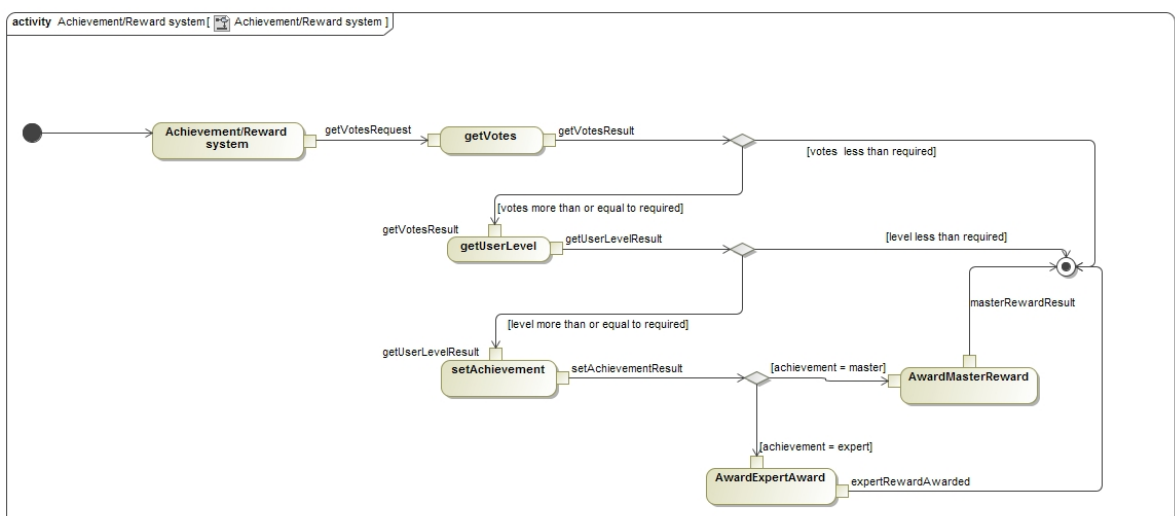 activity Achievement/Reward system[ Achievement/Reward system ]
Achievement/Reward
system
getVotesRequest
getVotes
getVotesResult
[votes less than required]
[votes more than or equal to required]
getVotesResult
getUserLevel
getUserLevelResult
[level less than required]
masterRewardResult
[level more than or equal to required]
getUserLevelResult
setAchievement
setAchievementResult
[achievement = master]
AwardMasterReward
[achievement = expert]
AwardExpertAward
expertRewardAwarded